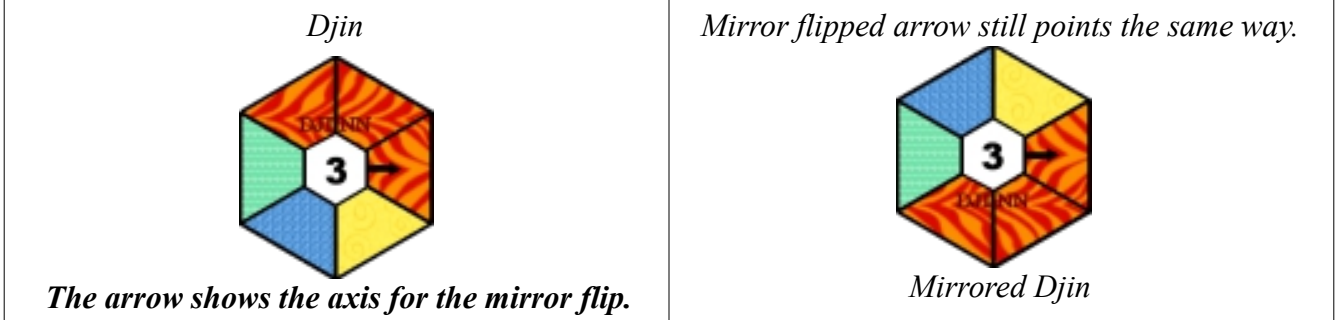 Djin
DJINN
3
The arrow shows the axis for the mirror flip.
Mirror flipped arrow still points the same way.
3
DJINN
Mirrored Djin